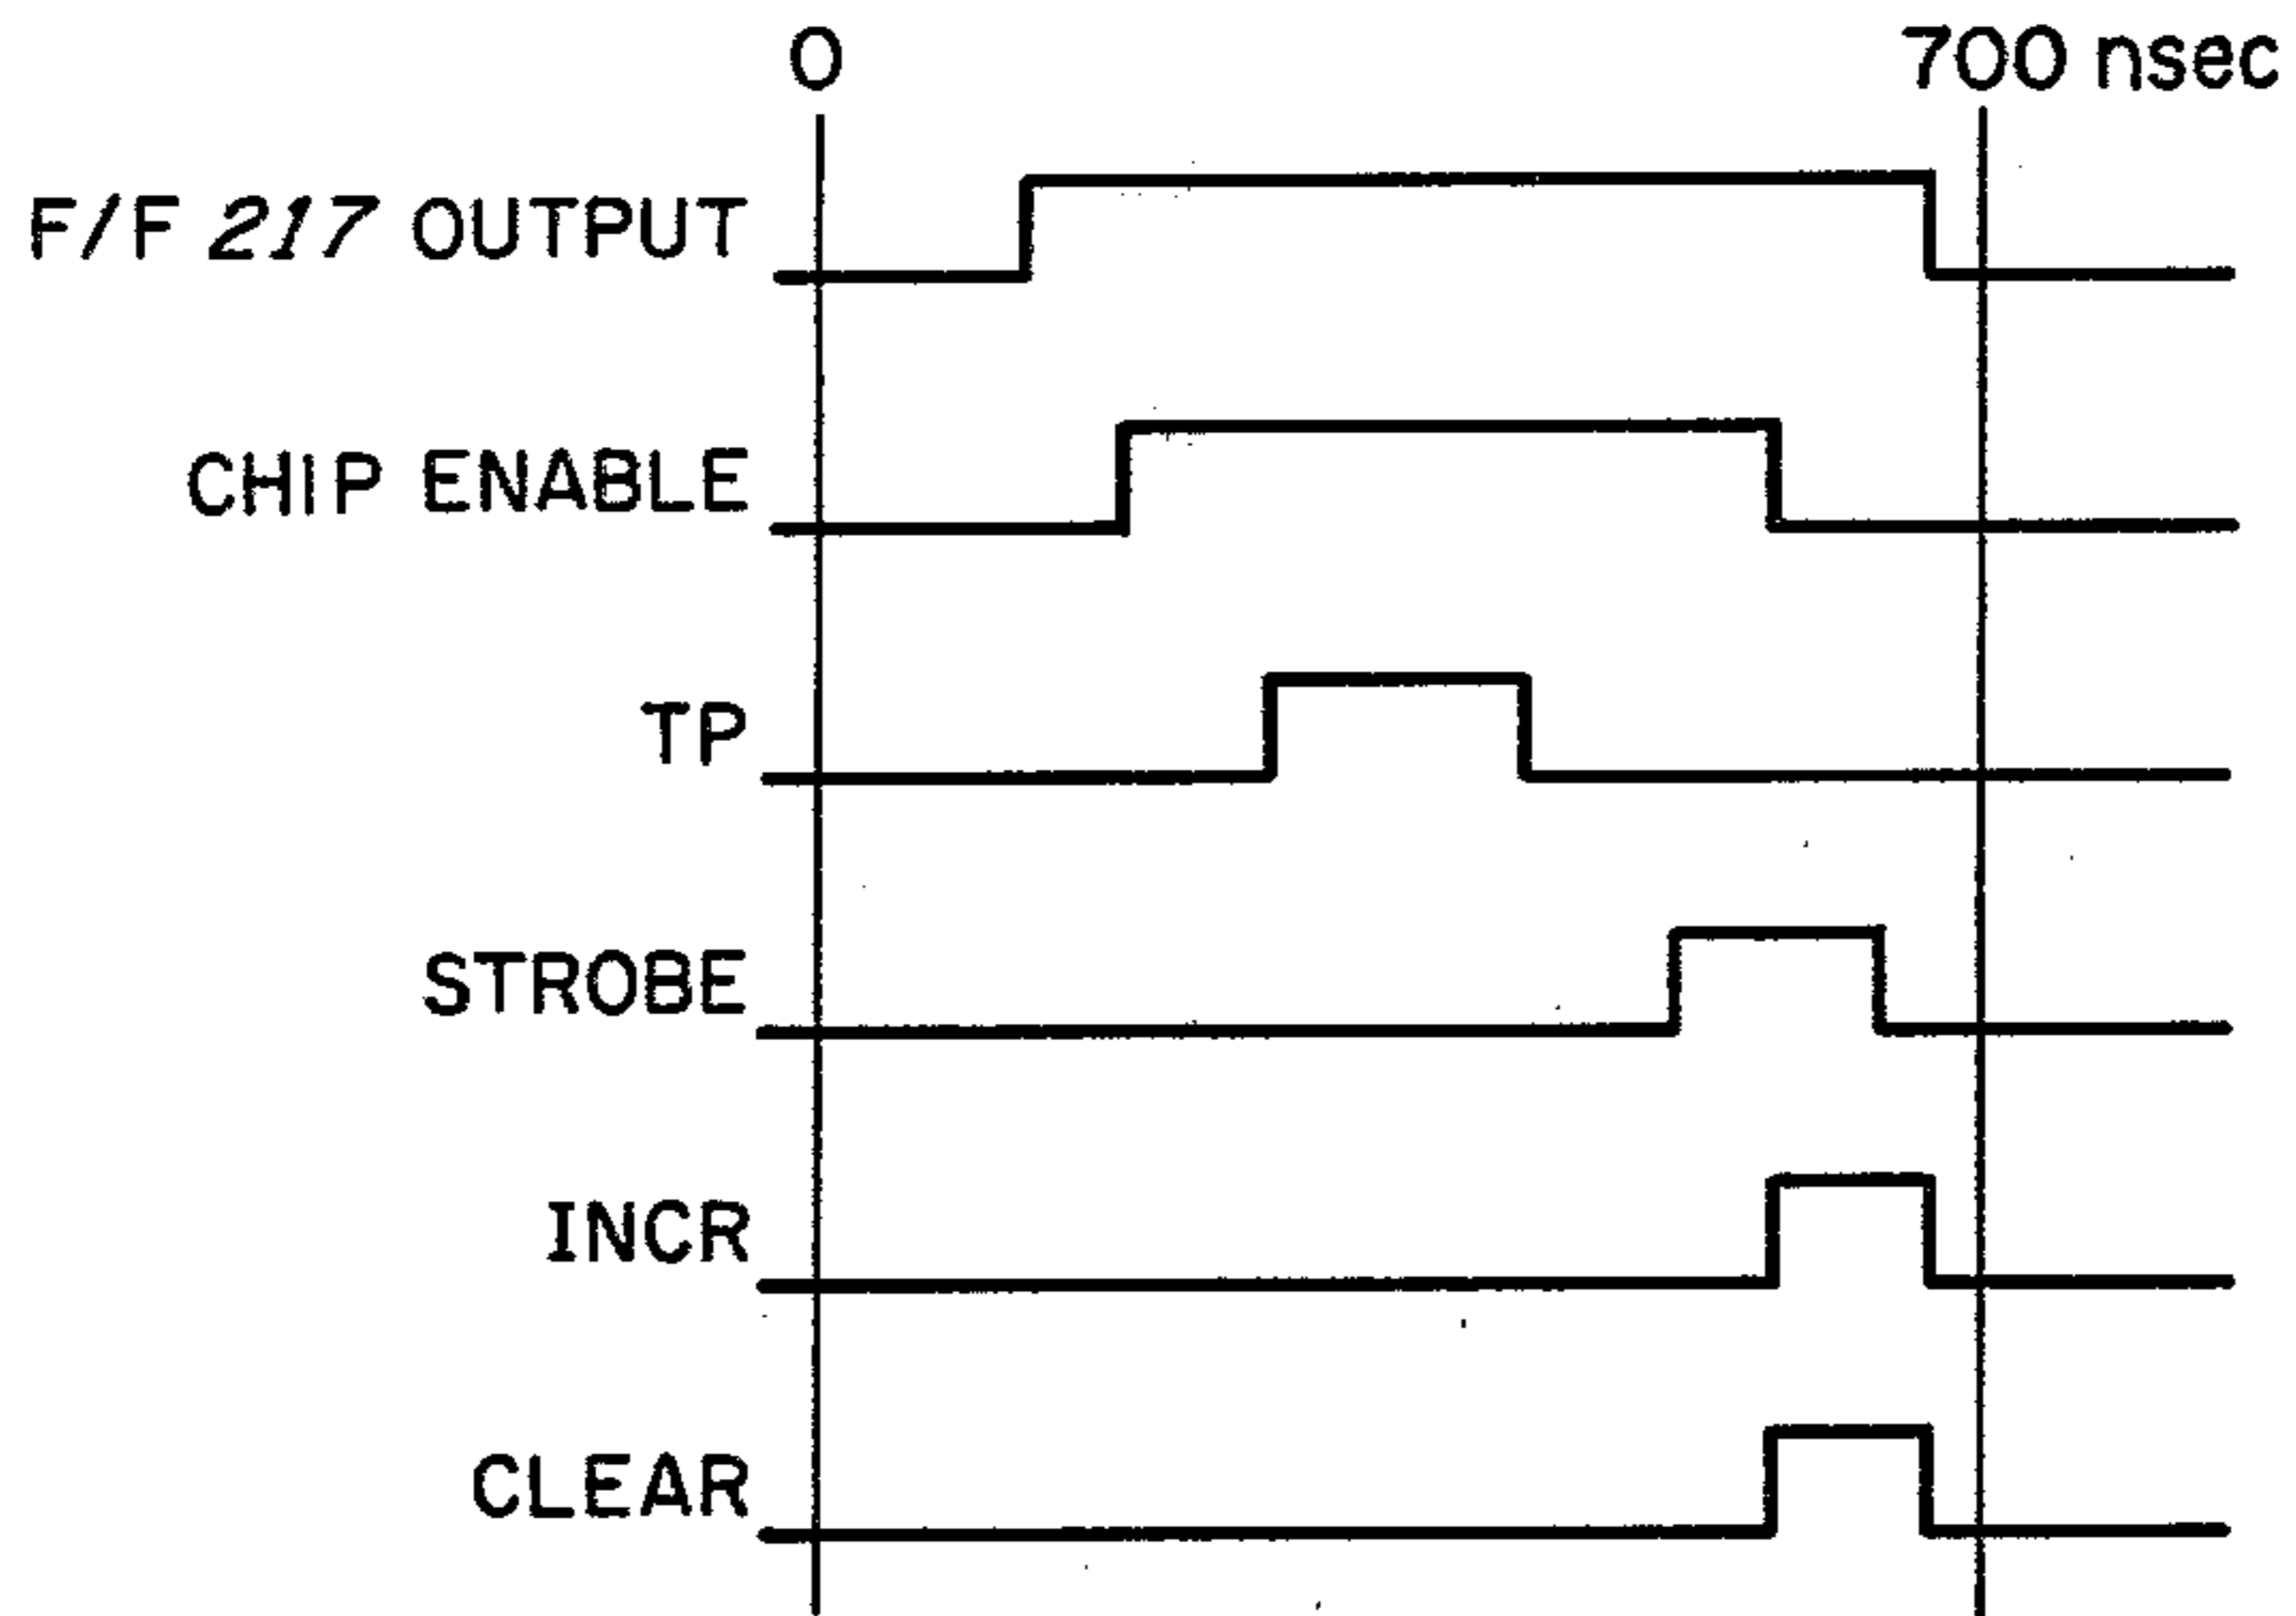 0
700 nsec
F/F 217 OUTPUT
CHIP ENABLE
TP
STROBE
INCR
CLEAR